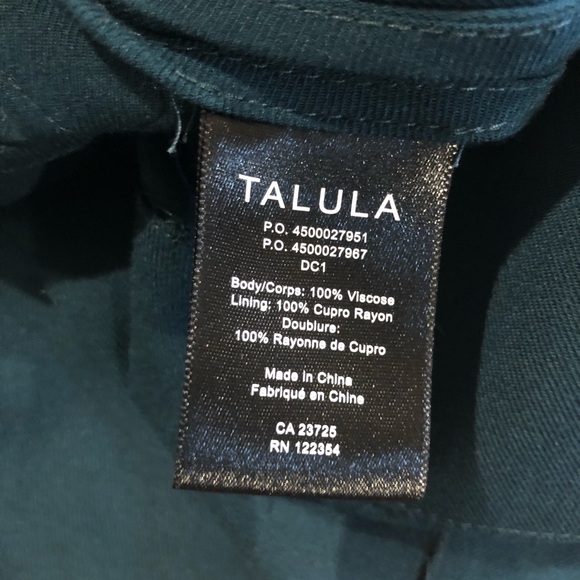 TALULA
P.O. 4500027951
P.O. 4500027967
DC1
Body/Corps: 100% Viscose
Lining: 100% Cupro Rayon
Doublure:
100% Rayonne de Cupro
Made in China
Fabriqué en Chine
CA 23725
RN 122354